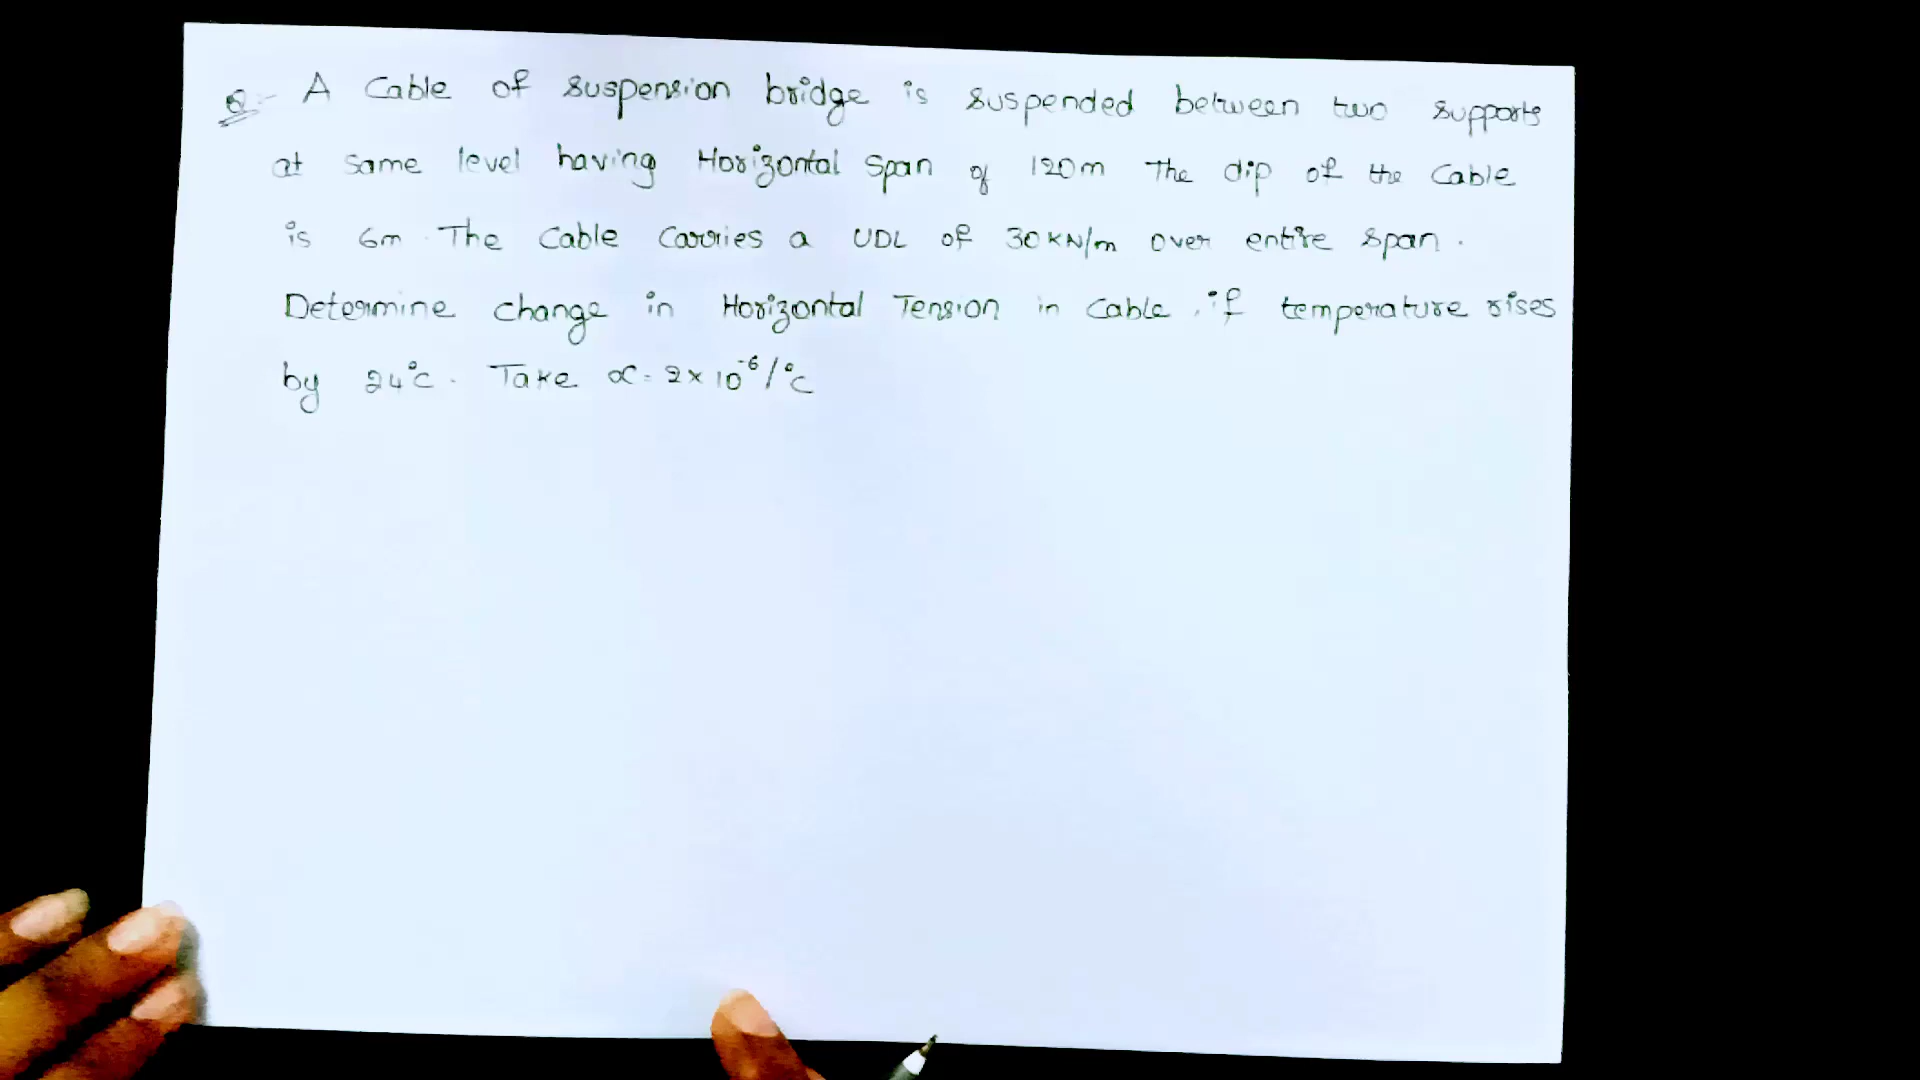 Q:- A Cable of suspension bridge is suspended between two supports
at same level having Horizontal Span of 120m The dip of the Cable
is 6m. The Cable Carries a UDL of 30KN/m over entire span.
Determine change in Horizontal Tension in Cable, if temperature rises
by 24°C. Take α = 2×10⁻⁶/°C